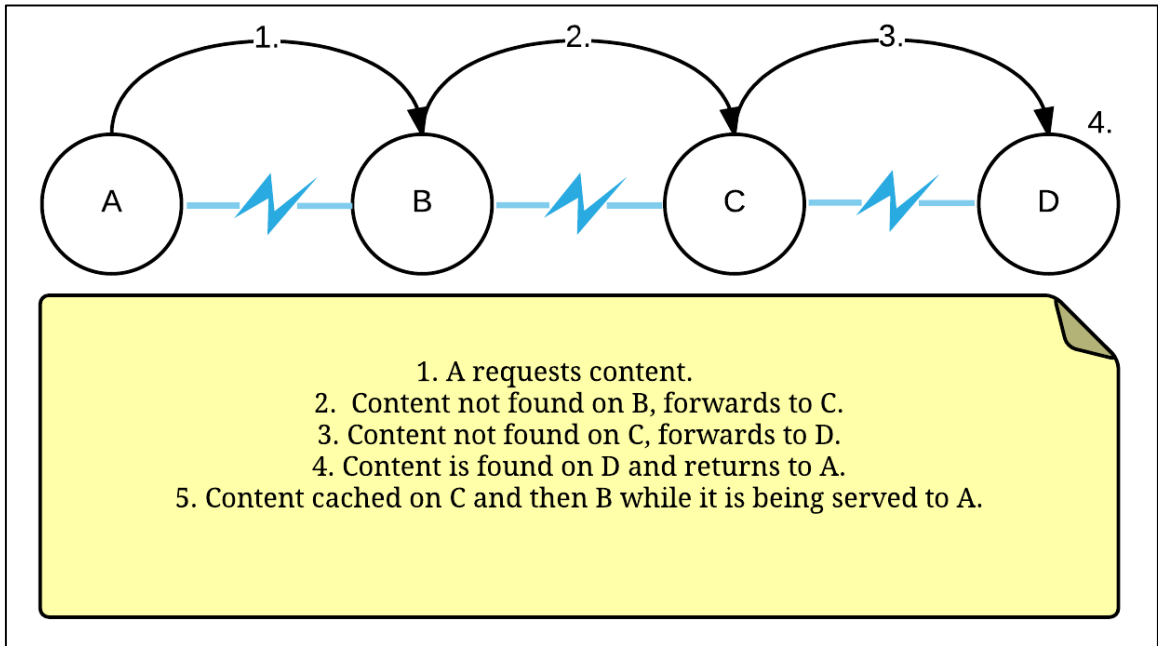 1. 2. 3.
4.
A B C D
1. A requests content.
2. Content not found on B, forwards to C.
3. Content not found on C, forwards to D.
4. Content is found on D and returns to A.
5. Content cached on C and then B while it is being served to A.